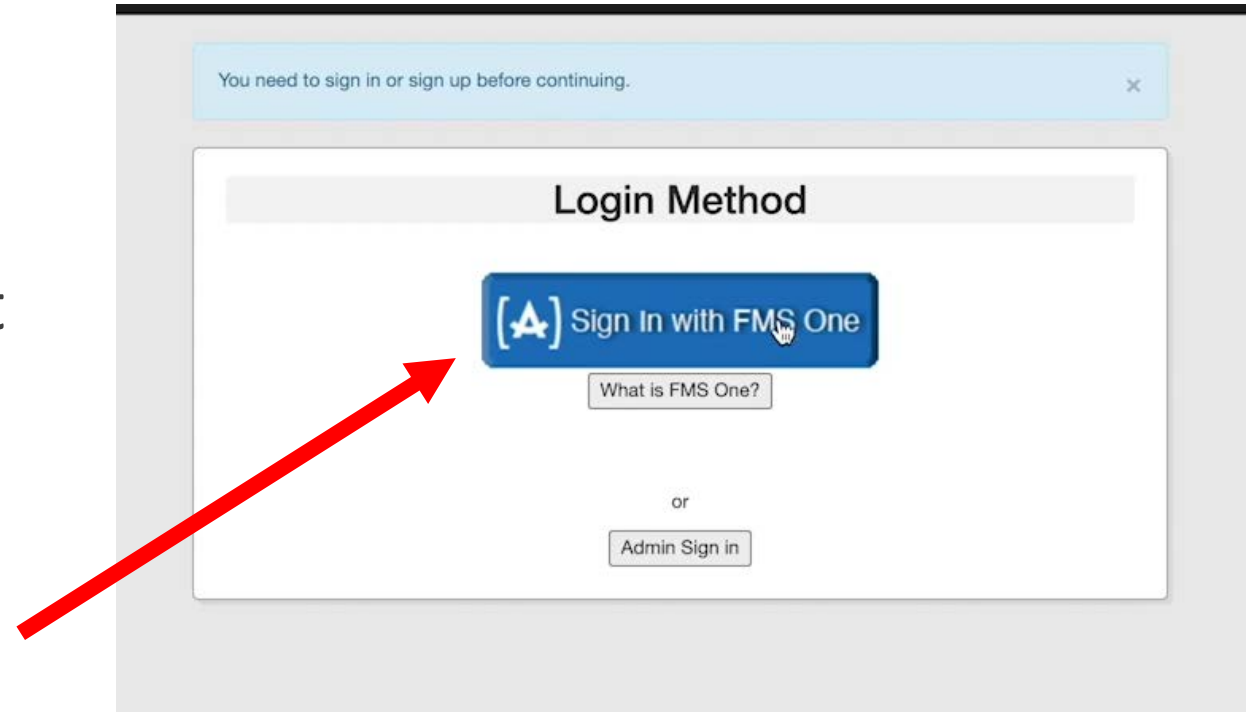 You need to sign in or sign up before continuing. ×
Login Method
t
[A] Sign In with FMS One
What is FMS One?
or
Admin Sign in